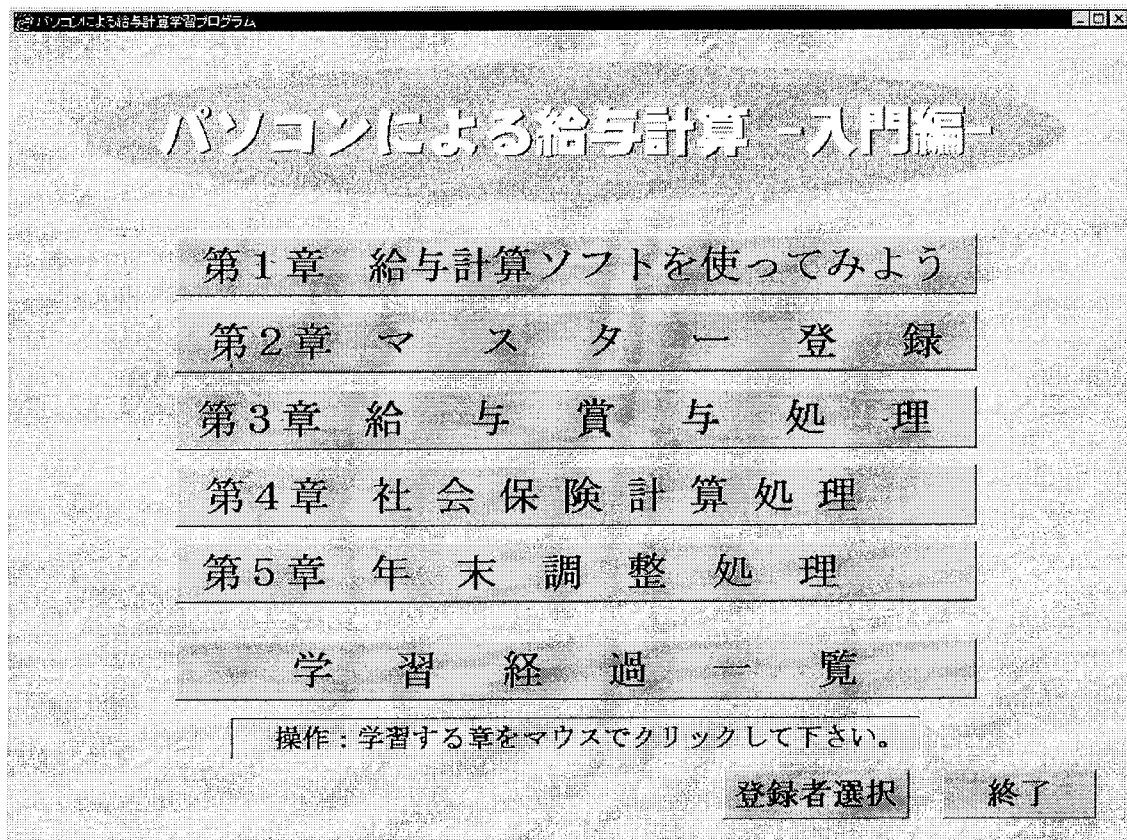 パソコンによる給与計算学習プログラム
パソコンによる給与計算 -入門編-
第1章 給与計算ソフトを使ってみよう
第2章 マスター登録
第3章 給与賞与処理
第4章 社会保険計算処理
第5章 年末調整処理
学習経過一覧
操作：学習する章をマウスでクリックして下さい。
登録者選択 終了